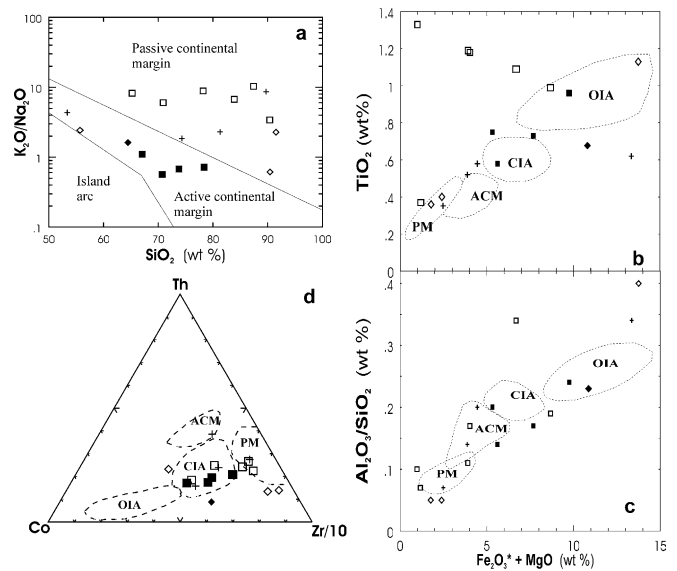 a
100
10
1
.1
K₂O/Na₂O
Passive continental
margin
Island
arc
Active continental
margin
50 60 70 80 90 100
SiO₂ (wt %)
b
1.4
1.2
1
.8
.6
.4
.2
0
TiO₂ (wt%)
OIA
CIA
ACM
PM
d
Th
ACM
PM
CIA
OIA
Co
Zr/10
c
.4
.3
.2
.1
0
Al₂O₃/SiO₂ (wt %)
OIA
CIA
ACM
PM
0 5 10 15
Fe₂O₃* + MgO (wt %)